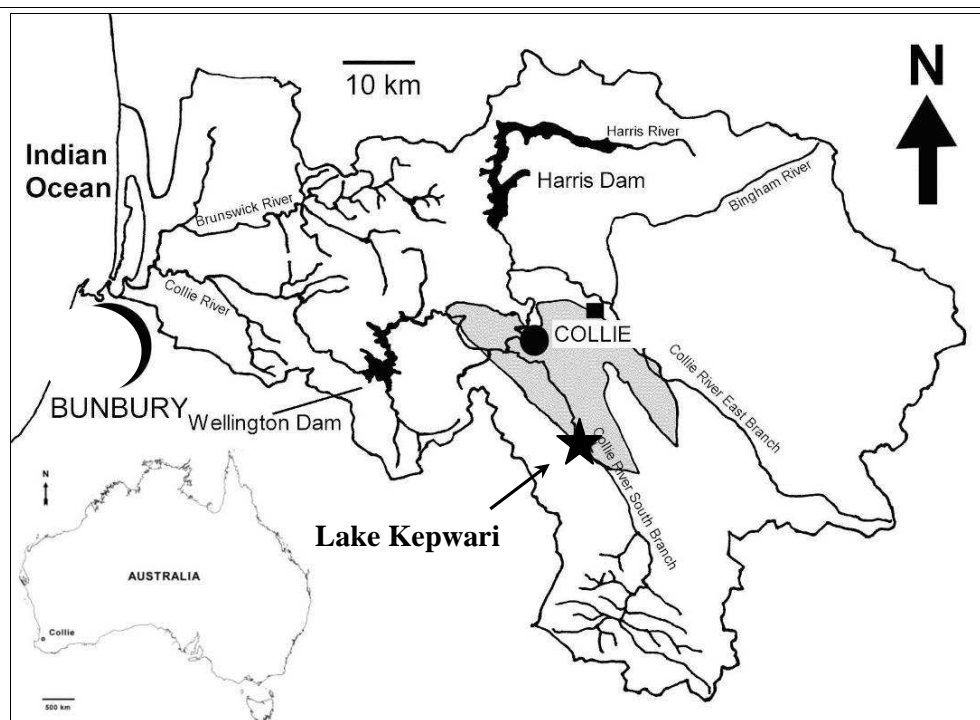 10 km
N
Indian
Ocean
Harris River
Harris Dam
Bingham River
Brunswick River
Collie River
COLLIE
Collie River East Branch
BUNBURY
Wellington Dam
Collie River South Branch
Lake Kepwari
N
AUSTRALIA
Collie
500 km